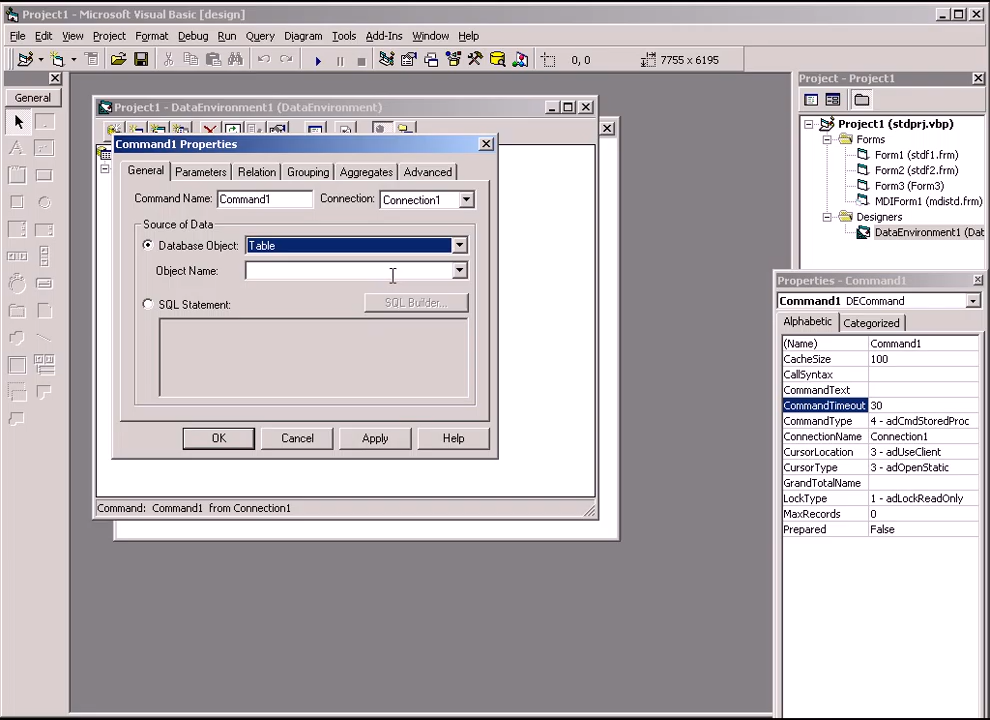 Project1 - Microsoft Visual Basic [design]
File Edit View Project Format Debug Run Query Diagram Tools Add-Ins Window Help
0, 0
7755 x 6195
General
Project1 - DataEnvironment1 (DataEnvironment)
Command1 Properties
General
Parameters
Relation
Grouping
Aggregates
Advanced
Command Name:
Command1
Connection:
Connection1
Source of Data
Database Object:
Table
Object Name:
SQL Statement:
SQL Builder...
OK
Cancel
Apply
Help
Command: Command1 from Connection1
Project - Project1
Project1 (stdprj.vbp)
Forms
Form1 (stdf1.frm)
Form2 (stdf2.frm)
Form3 (Form3)
MDIForm1 (mdistd.frm)
Designers
DataEnvironment1 (Dat
Properties - Command1
Command1 DECommand
Alphabetic
Categorized
(Name) Command1
CacheSize 100
CallSyntax
CommandText
CommandTimeout 30
CommandType 4 - adCmdStoredProc
ConnectionName Connection1
CursorLocation 3 - adUseClient
CursorType 3 - adOpenStatic
GrandTotalName
LockType 1 - adLockReadOnly
MaxRecords 0
Prepared False